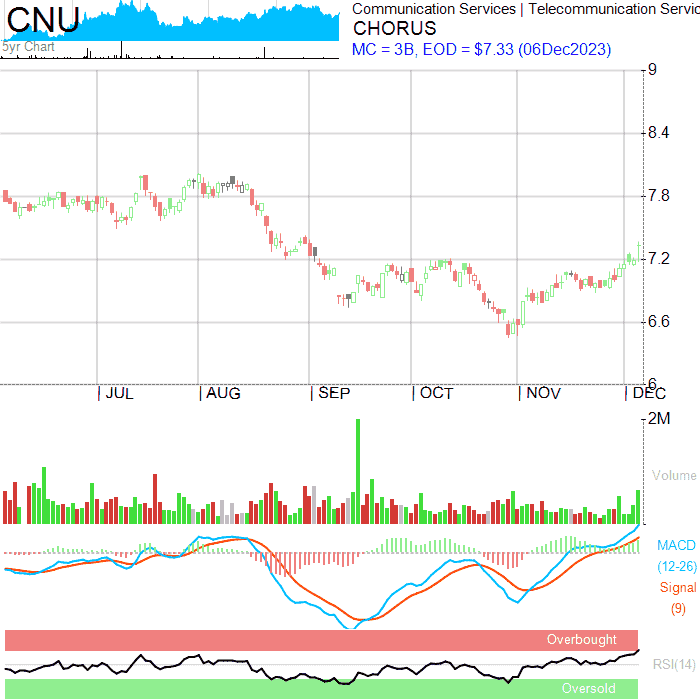 CNU
5yr Chart
Communication Services | Telecommunication Servic
CHORUS
MC = 3B, EOD = $7.33 (06Dec2023)
9
8.4
7.8
7.2
6.6
6
| JUL | AUG | SEP | OCT | NOV | DEC
2M
Volume
MACD
(12-26)
Signal
(9)
Overbought
RSI(14)
Oversold